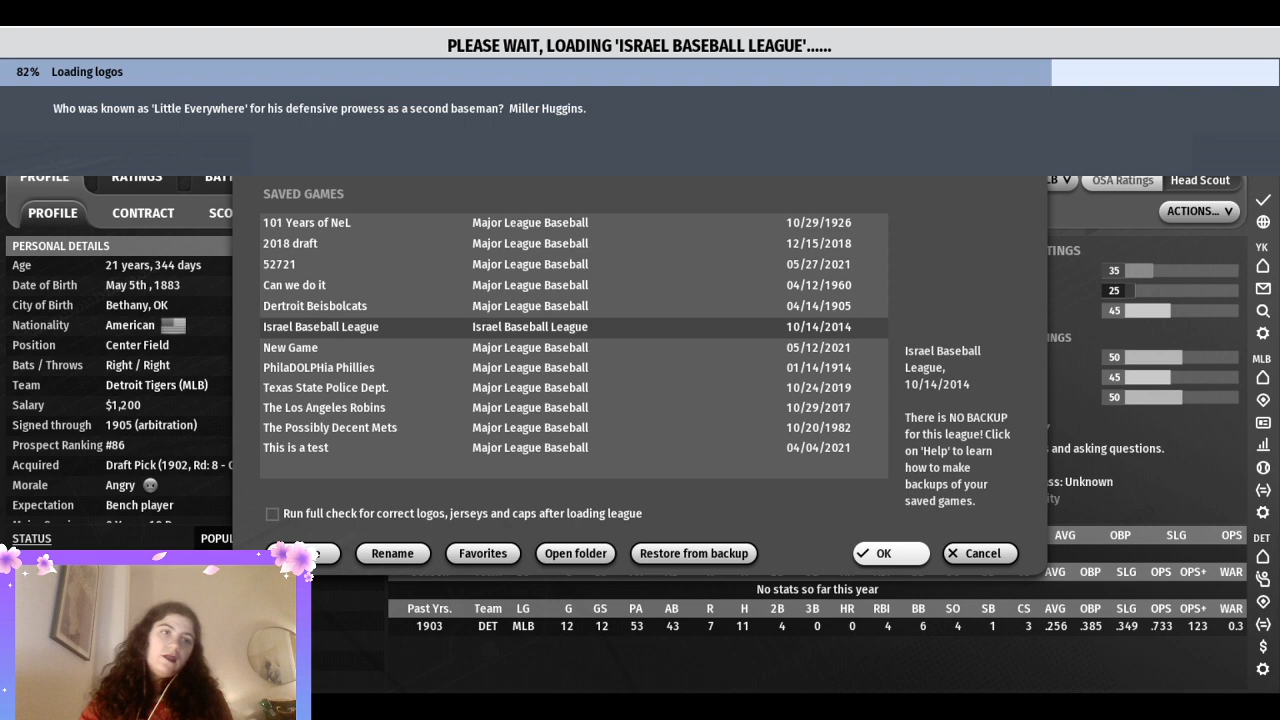 PLEASE WAIT, LOADING 'ISRAEL BASEBALL LEAGUE'......
82% Loading logos
Who was known as 'Little Everywhere' for his defensive prowess as a second baseman? Miller Huggins.
PROFILE RATINGS
OSA Ratings Head Scout
PROFILE CONTRACT
ACTIONS...
SAVED GAMES
101 Years of NeL Major League Baseball 10/29/1926
2018 draft Major League Baseball 12/15/2018
52721 Major League Baseball 05/27/2021
Can we do it Major League Baseball 04/12/1960
Dertroit Beisbolcats Major League Baseball 04/14/1905
Israel Baseball League Israel Baseball League 10/14/2014
New Game Major League Baseball 05/12/2021
PhilaDOLPHia Phillies Major League Baseball 01/14/1914
Texas State Police Dept. Major League Baseball 10/24/2019
The Los Angeles Robins Major League Baseball 10/29/2017
The Possibly Decent Mets Major League Baseball 10/20/1982
This is a test Major League Baseball 04/04/2021
Israel Baseball
League,
10/14/2014
There is NO BACKUP
for this league! Click
on 'Help' to learn
how to make
backups of your
saved games.
Run full check for correct logos, jerseys and caps after loading league
Rename Favorites Open folder Restore from backup OK Cancel
PERSONAL DETAILS
Age 21 years, 344 days
Date of Birth May 5th , 1883
City of Birth Bethany, OK
Nationality American
Position Center Field
Bats / Throws Right / Right
Team Detroit Tigers (MLB)
Salary $1,200
Signed through 1905 (arbitration)
Prospect Ranking #86
Acquired Draft Pick (1902, Rd: 8 -
Morale Angry
Expectation Bench player
STATUS
35
25
45
50
45
50
and asking questions.
Unknown
YK
MLB
DET
AVG OBP SLG OPS
AVG OBP SLG OPS OPS+ WAR
No stats so far this year
Past Yrs. Team LG G GS PA AB R H 2B 3B HR RBI BB SO SB CS AVG OBP SLG OPS OPS+ WAR
1903 DET MLB 12 12 53 43 7 11 4 0 0 4 6 4 1 3 .256 .385 .349 .733 123 0.3